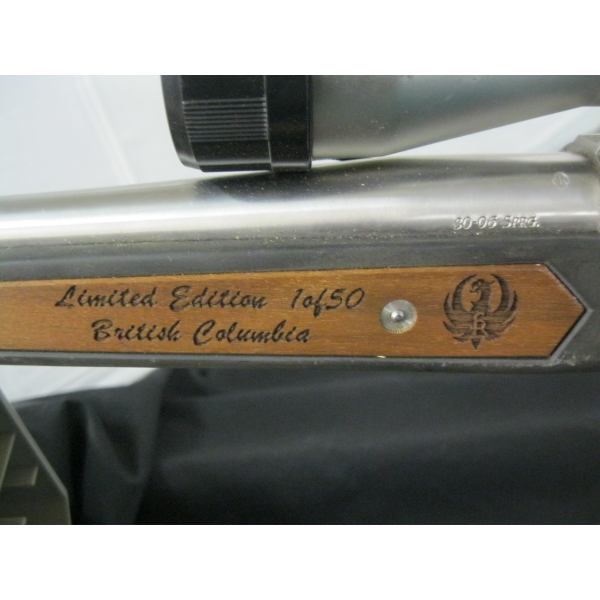 30-06 SPRG.
Limited Edition 1of50
British Columbia
R